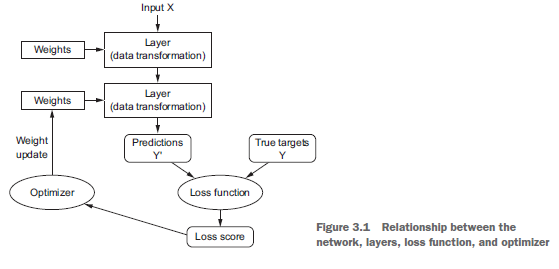 Input X
Layer
(data transformation)
Weights
Layer
(data transformation)
Weights
Weight
update
Predictions
Y'
True targets
Y
Optimizer
Loss function
Loss score
Figure 3.1 Relationship between the
network, layers, loss function, and optimizer